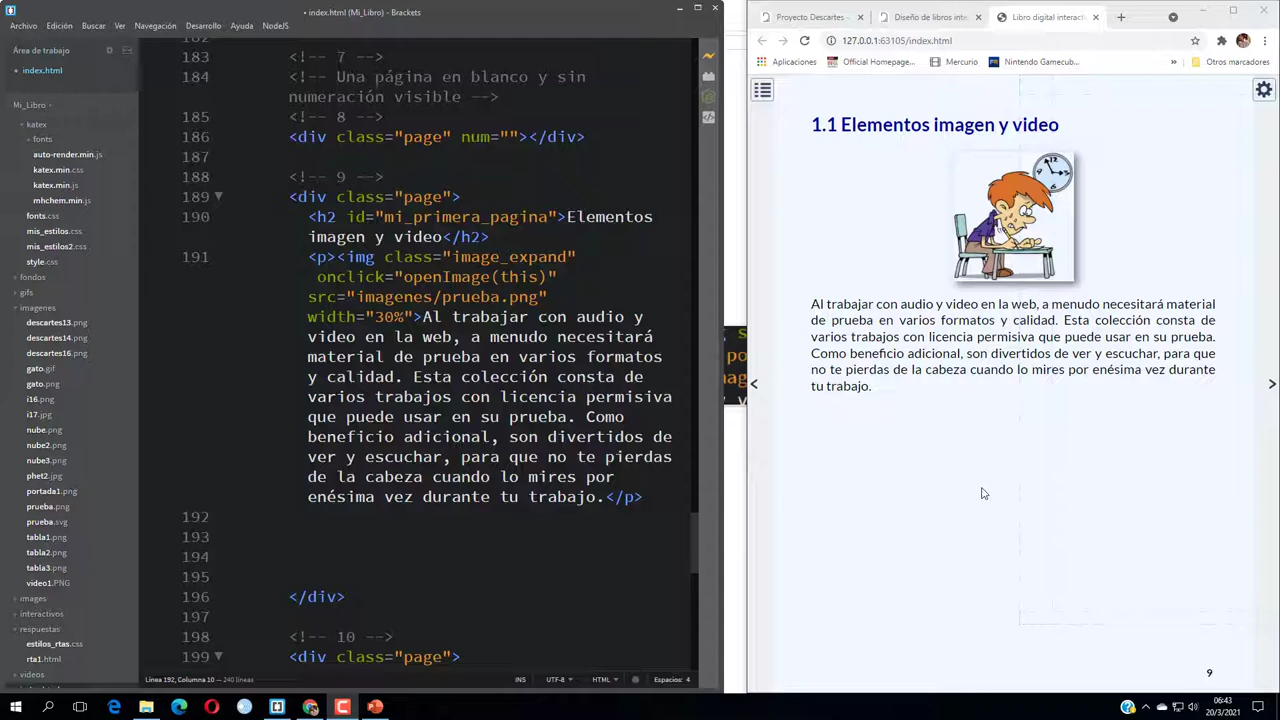 • index.html (Mi_Libro) - Brackets
Archivo Edición Buscar Ver Navegación Desarrollo Ayuda NodeJS
Área de trabajo
• index.html
Mi_Libro
katex
fonts
auto-render.min.js
katex.min.css
katex.min.js
mhchem.min.js
fonts.css
mis_estilos.css
mis_estilos2.css
style.css
fondos
gifs
imagenes
descartes13.png
descartes14.png
descartes16.png
gato.gif
gato.png
i16.png
i17.jpg
nube.png
nube2.png
nube3.png
phet2.jpg
portada1.png
prueba.png
prueba.svg
tabla1.png
tabla2.png
tabla3.png
video1.PNG
images
interactivos
respuestas
estilos_rtas.css
rta1.html
videos
182
183 <!-- 7 -->
184 <!-- Una página en blanco y sin
numeración visible -->
185 <!-- 8 -->
186 <div class="page" num=""></div>
187
188 <!-- 9 -->
189 <div class="page">
190 <h2 id="mi_primera_pagina">Elementos
imagen y video</h2>
191 <p><img class="image_expand"
onclick="openImage(this)"
src="imagenes/prueba.png"
width="30%">Al trabajar con audio y
video en la web, a menudo necesitará
material de prueba en varios formatos
y calidad. Esta colección consta de
varios trabajos con licencia permisiva
que puede usar en su prueba. Como
beneficio adicional, son divertidos de
ver y escuchar, para que no te pierdas
de la cabeza cuando lo mires por
enésima vez durante tu trabajo.</p>
192
193
194
195
196 </div>
197
198 <!-- 10 -->
199 <div class="page">
Línea 192, Columna 10 — 240 líneas
INS UTF-8 HTML Espacios: 4
Proyecto Descartes - Diseño de libros inte Libro digital interact
127.0.0.1:63105/index.html
Aplicaciones Official Homepage... Mercurio Nintendo Gamecub... » Otros marcadores
1.1 Elementos imagen y video
12
Al trabajar con audio y video en la web, a menudo necesitará material
de prueba en varios formatos y calidad. Esta colección consta de
varios trabajos con licencia permisiva que puede usar en su prueba.
Como beneficio adicional, son divertidos de ver y escuchar, para que
no te pierdas de la cabeza cuando lo mires por enésima vez durante
tu trabajo.
9
06:43
20/3/2021